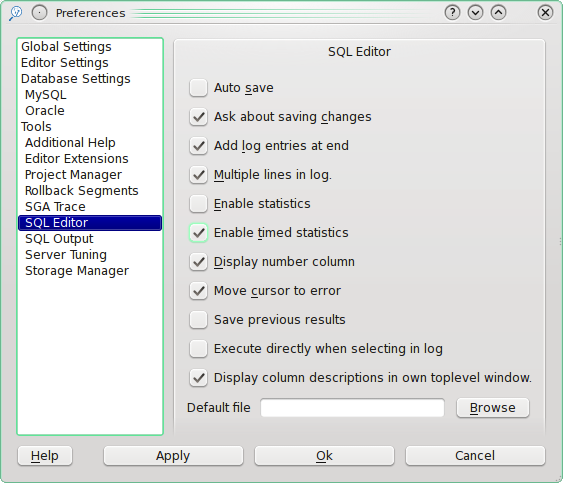 Preferences
Global Settings
Editor Settings
Database Settings
MySQL
Oracle
Tools
Additional Help
Editor Extensions
Project Manager
Rollback Segments
SGA Trace
SQL Editor
SQL Output
Server Tuning
Storage Manager
SQL Editor
Auto save
Ask about saving changes
Add log entries at end
Multiple lines in log.
Enable statistics
Enable timed statistics
Display number column
Move cursor to error
Save previous results
Execute directly when selecting in log
Display column descriptions in own toplevel window.
Default file
Browse
Help
Apply
Ok
Cancel